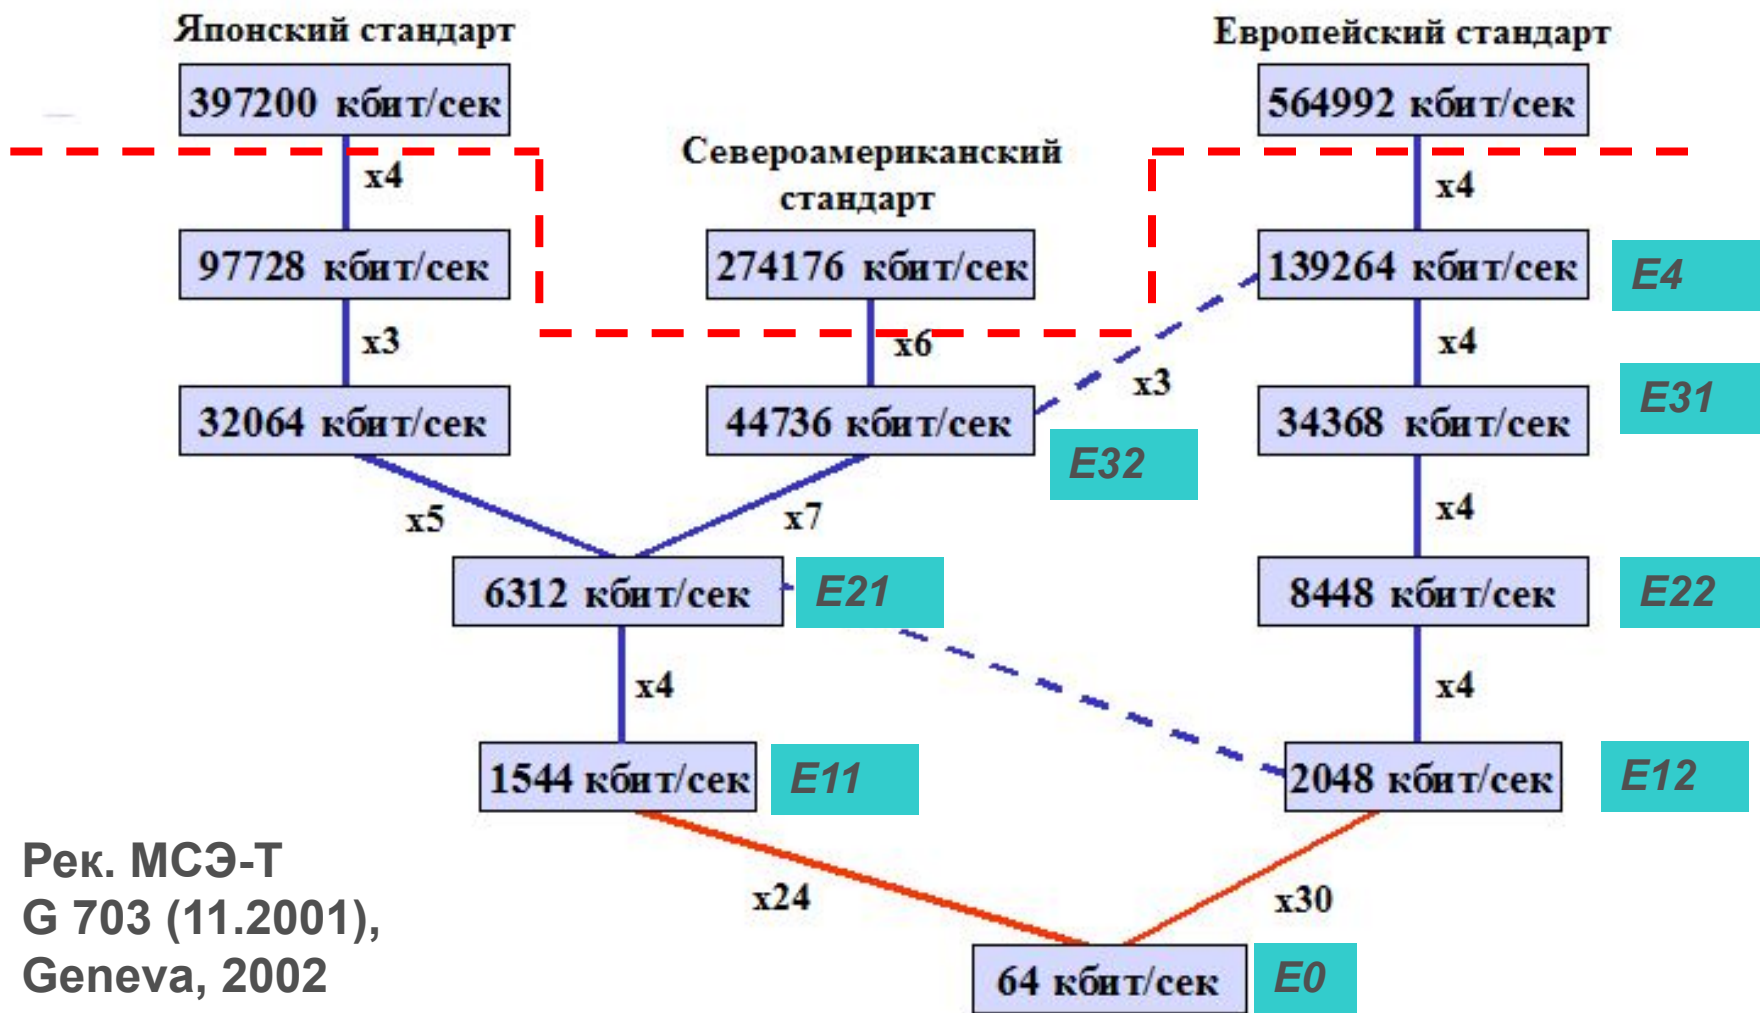 Японский стандарт
Европейский стандарт
397200 кбит/сек
564992 кбит/сек
Североамериканский
стандарт
x4
x4
97728 кбит/сек
274176 кбит/сек
139264 кбит/сек
E4
x3
x6
x3
x4
32064 кбит/сек
44736 кбит/сек
34368 кбит/сек
E31
E32
x5
x7
x4
6312 кбит/сек
E21
8448 кбит/сек
E22
x4
x4
1544 кбит/сек
E11
2048 кбит/сек
E12
Рек. МСЭ-Т
G 703 (11.2001),
Geneva, 2002
x24
x30
64 кбит/сек
E0